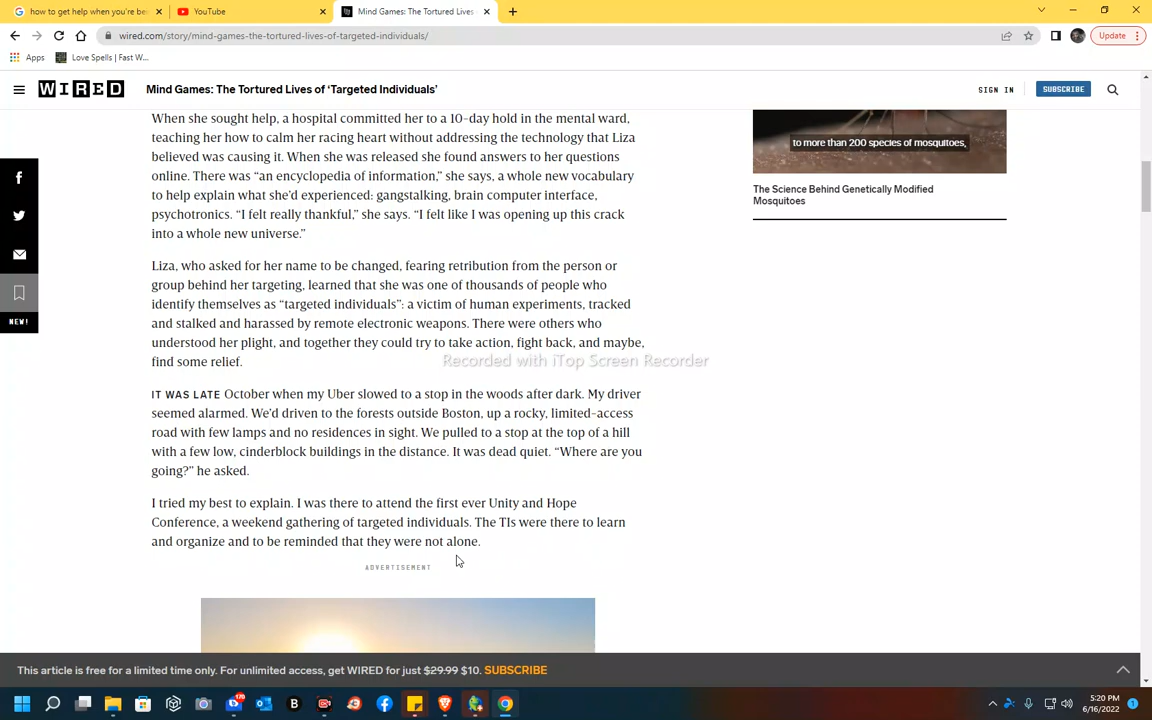 how to get help when you're be
YouTube
Mind Games: The Tortured Lives
wired.com/story/mind-games-the-tortured-lives-of-targeted-individuals/
Update
Apps
Love Spells | Fast W...
WIRED
Mind Games: The Tortured Lives of ‘Targeted Individuals’
SIGN IN
SUBSCRIBE
When she sought help, a hospital committed her to a 10-day hold in the mental ward,
teaching her how to calm her racing heart without addressing the technology that Liza
believed was causing it. When she was released she found answers to her questions
online. There was “an encyclopedia of information,” she says, a whole new vocabulary
to help explain what she’d experienced: gangstalking, brain computer interface,
psychotronics. “I felt really thankful,” she says. “I felt like I was opening up this crack
into a whole new universe.”
Liza, who asked for her name to be changed, fearing retribution from the person or
group behind her targeting, learned that she was one of thousands of people who
identify themselves as “targeted individuals”: a victim of human experiments, tracked
and stalked and harassed by remote electronic weapons. There were others who
understood her plight, and together they could try to take action, fight back, and maybe,
find some relief.
Recorded with iTop Screen Recorder
IT WAS LATE October when my Uber slowed to a stop in the woods after dark. My driver
seemed alarmed. We’d driven to the forests outside Boston, up a rocky, limited-access
road with few lamps and no residences in sight. We pulled to a stop at the top of a hill
with a few low, cinderblock buildings in the distance. It was dead quiet. “Where are you
going?” he asked.
I tried my best to explain. I was there to attend the first ever Unity and Hope
Conference, a weekend gathering of targeted individuals. The TIs were there to learn
and organize and to be reminded that they were not alone.
ADVERTISEMENT
to more than 200 species of mosquitoes,
The Science Behind Genetically Modified
Mosquitoes
NEW!
This article is free for a limited time only. For unlimited access, get WIRED for just $29.99 $10. SUBSCRIBE
5:20 PM
6/16/2022